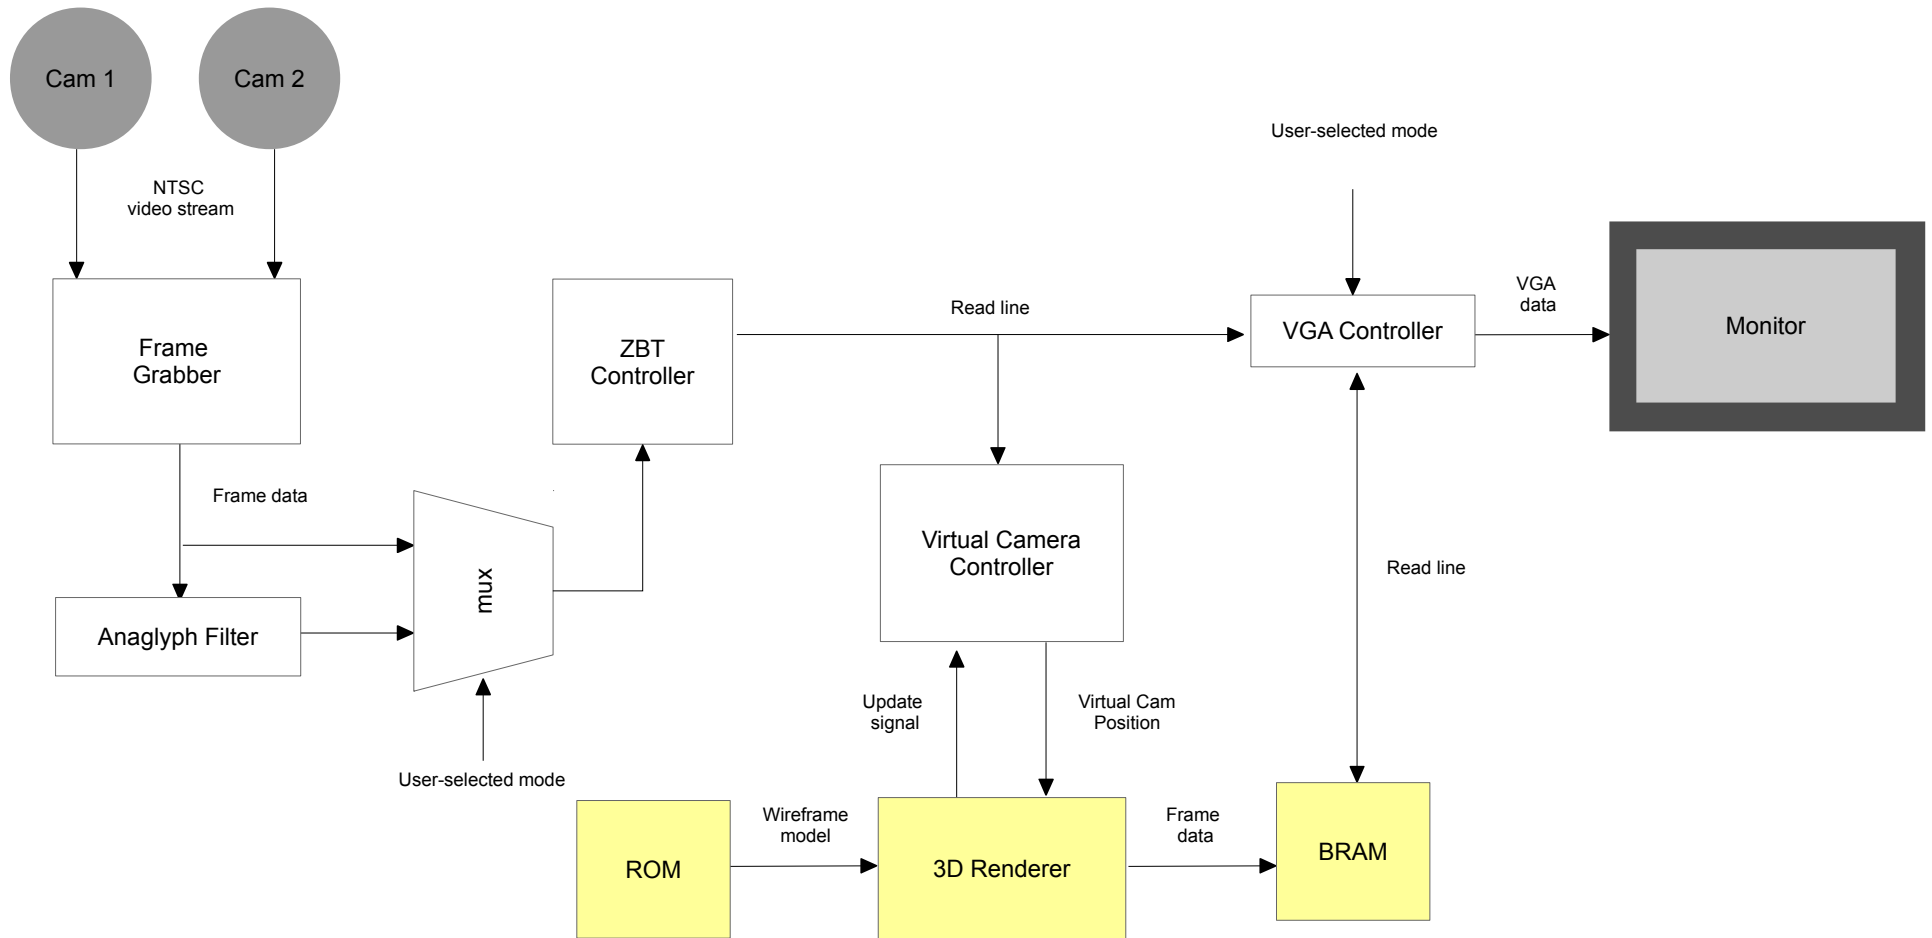 Cam 1
Cam 2
NTSC
video stream
User-selected mode
Frame
Grabber
ZBT
Controller
Read line
VGA Controller
VGA
data
Monitor
Frame data
mux
Virtual Camera
Controller
Read line
Anaglyph Filter
Update
signal
Virtual Cam
Position
User-selected mode
ROM
Wireframe
model
3D Renderer
Frame
data
BRAM